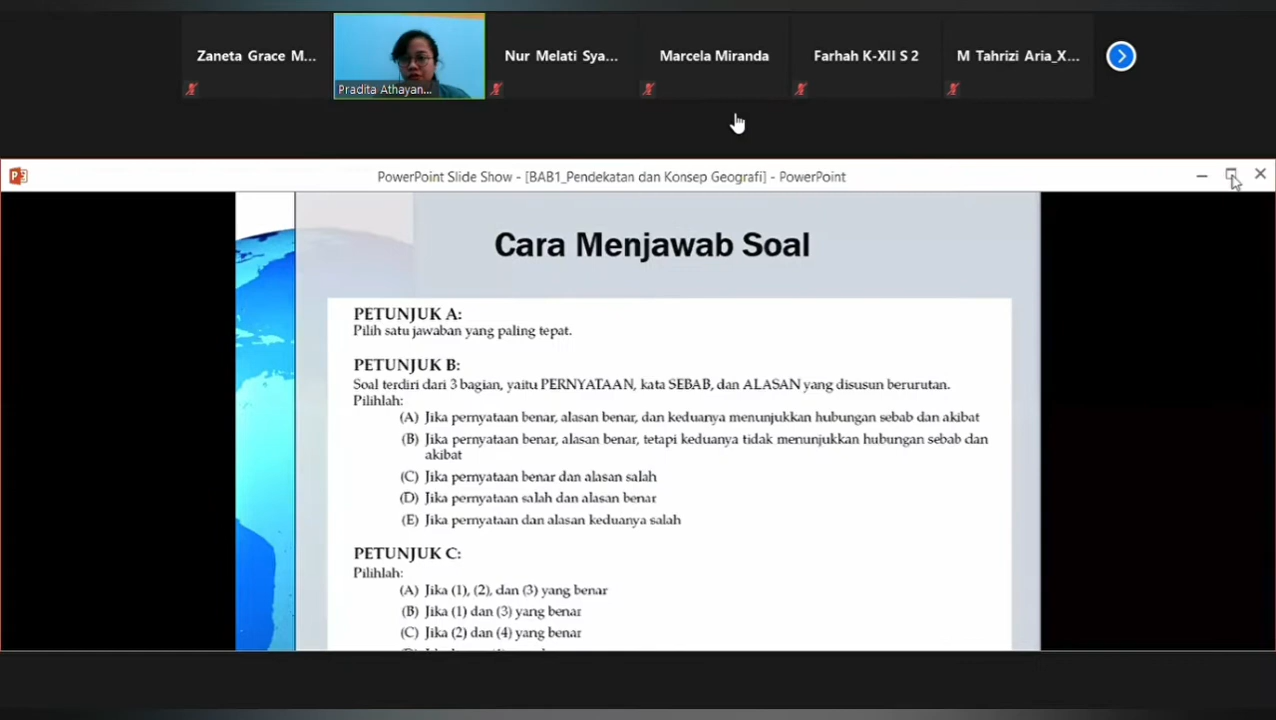 Zaneta Grace M...
Pradita Athayan...
Nur Melati Sya...
Marcela Miranda
Farhah K-XII S 2
M Tahrizi Aria_X...
PowerPoint Slide Show - [BAB1_Pendekatan dan Konsep Geografi] - PowerPoint
Cara Menjawab Soal
PETUNJUK A:
Pilih satu jawaban yang paling tepat.
PETUNJUK B:
Soal terdiri dari 3 bagian, yaitu PERNYATAAN, kata SEBAB, dan ALASAN yang disusun berurutan.
Pilihlah:
(A) Jika pernyataan benar, alasan benar, dan keduanya menunjukkan hubungan sebab dan akibat
(B) Jika pernyataan benar, alasan benar, tetapi keduanya tidak menunjukkan hubungan sebab dan
akibat
(C) Jika pernyataan benar dan alasan salah
(D) Jika pernyataan salah dan alasan benar
(E) Jika pernyataan dan alasan keduanya salah
PETUNJUK C:
Pilihlah:
(A) Jika (1), (2), dan (3) yang benar
(B) Jika (1) dan (3) yang benar
(C) Jika (2) dan (4) yang benar